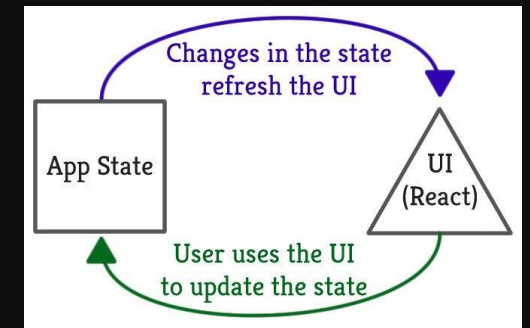 Changes in the state
refresh the UI
App State
UI
(React)
User uses the UI
to update the state